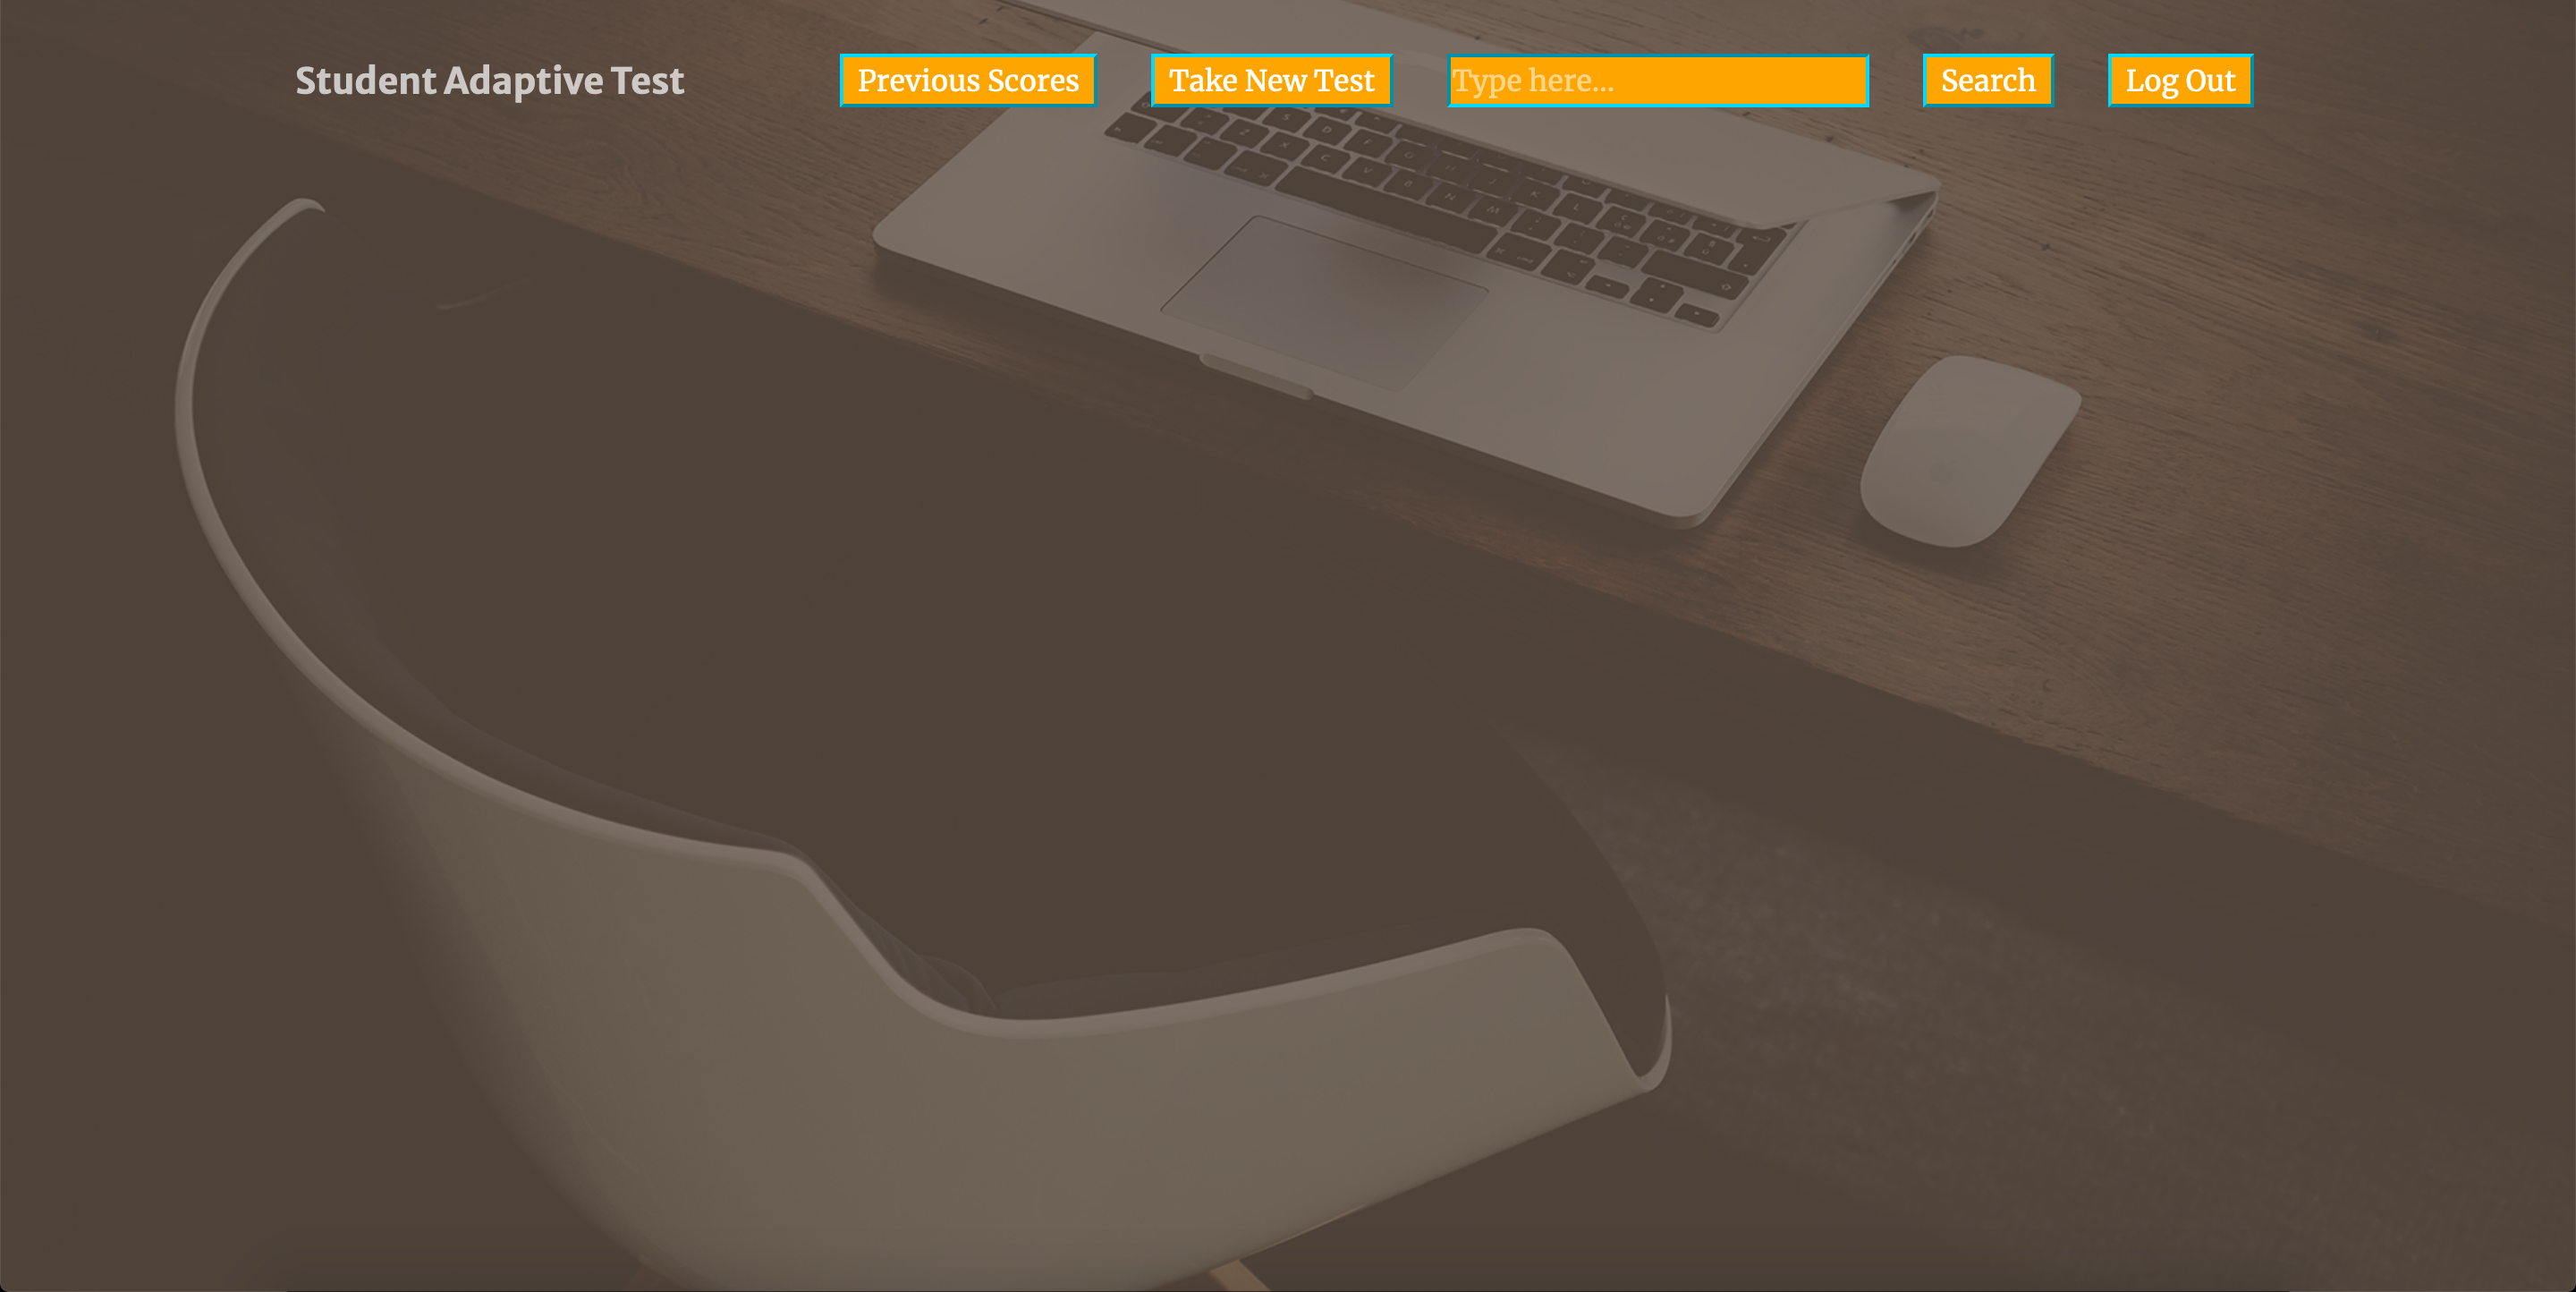 Student Adaptive Test
Previous Scores
Take New Test
Type here...
Search
Log Out